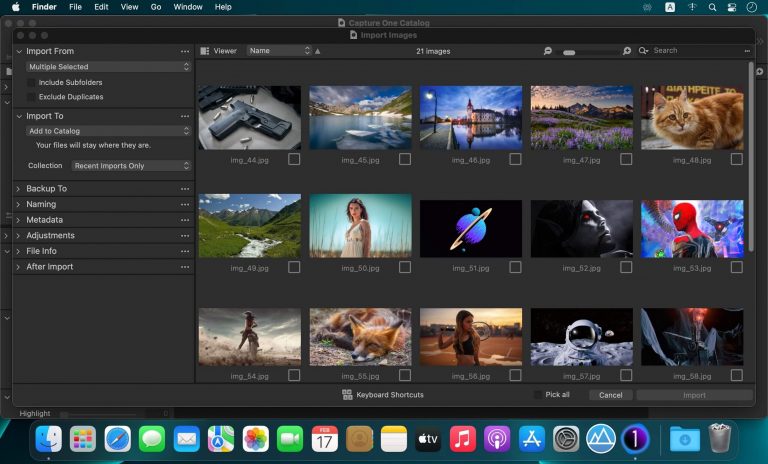 Finder File Edit View Go Window Help
A
Capture One Catalog
Import Images
Import From
Multiple Selected
Include Subfolders
Exclude Duplicates
Import To
Add to Catalog
Your files will stay where they are.
Collection Recent Imports Only
Backup To
Naming
Metadata
Adjustments
File Info
After Import
Viewer Name 21 images Search
ΔΙΑΤΗΡΕΙΤΕ ΤΟ
img_44.jpg img_45.jpg img_46.jpg img_47.jpg img_48.jpg
img_49.jpg img_50.jpg img_51.jpg img_52.jpg img_53.jpg
img_54.jpg img_55.jpg img_56.jpg img_57.jpg img_58.jpg
Keyboard Shortcuts Pick all Cancel Import
Highlight 0
FEB
17
tv
1